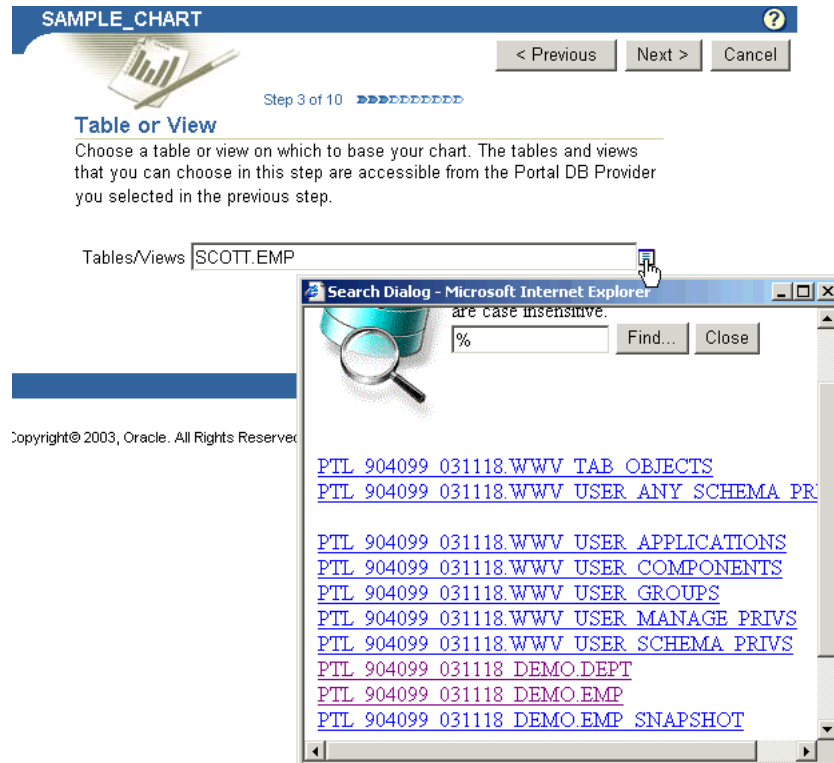 SAMPLE_CHART
?
< Previous Next > Cancel
Step 3 of 10
Table or View
Choose a table or view on which to base your chart. The tables and views
that you can choose in this step are accessible from the Portal DB Provider
you selected in the previous step.
Tables/Views SCOTT.EMP
Search Dialog - Microsoft Internet Explorer
are case insensitive.
% Find... Close
Copyright© 2003, Oracle. All Rights Reserved
PTL_904099_031118.WWV_TAB_OBJECTS
PTL_904099_031118.WWV_USER_ANY_SCHEMA_PRI
PTL_904099_031118.WWV_USER_APPLICATIONS
PTL_904099_031118.WWV_USER_COMPONENTS
PTL_904099_031118.WWV_USER_GROUPS
PTL_904099_031118.WWV_USER_MANAGE_PRIVS
PTL_904099_031118.WWV_USER_SCHEMA_PRIVS
PTL_904099_031118_DEMO.DEPT
PTL_904099_031118_DEMO.EMP
PTL_904099_031118_DEMO.EMP_SNAPSHOT